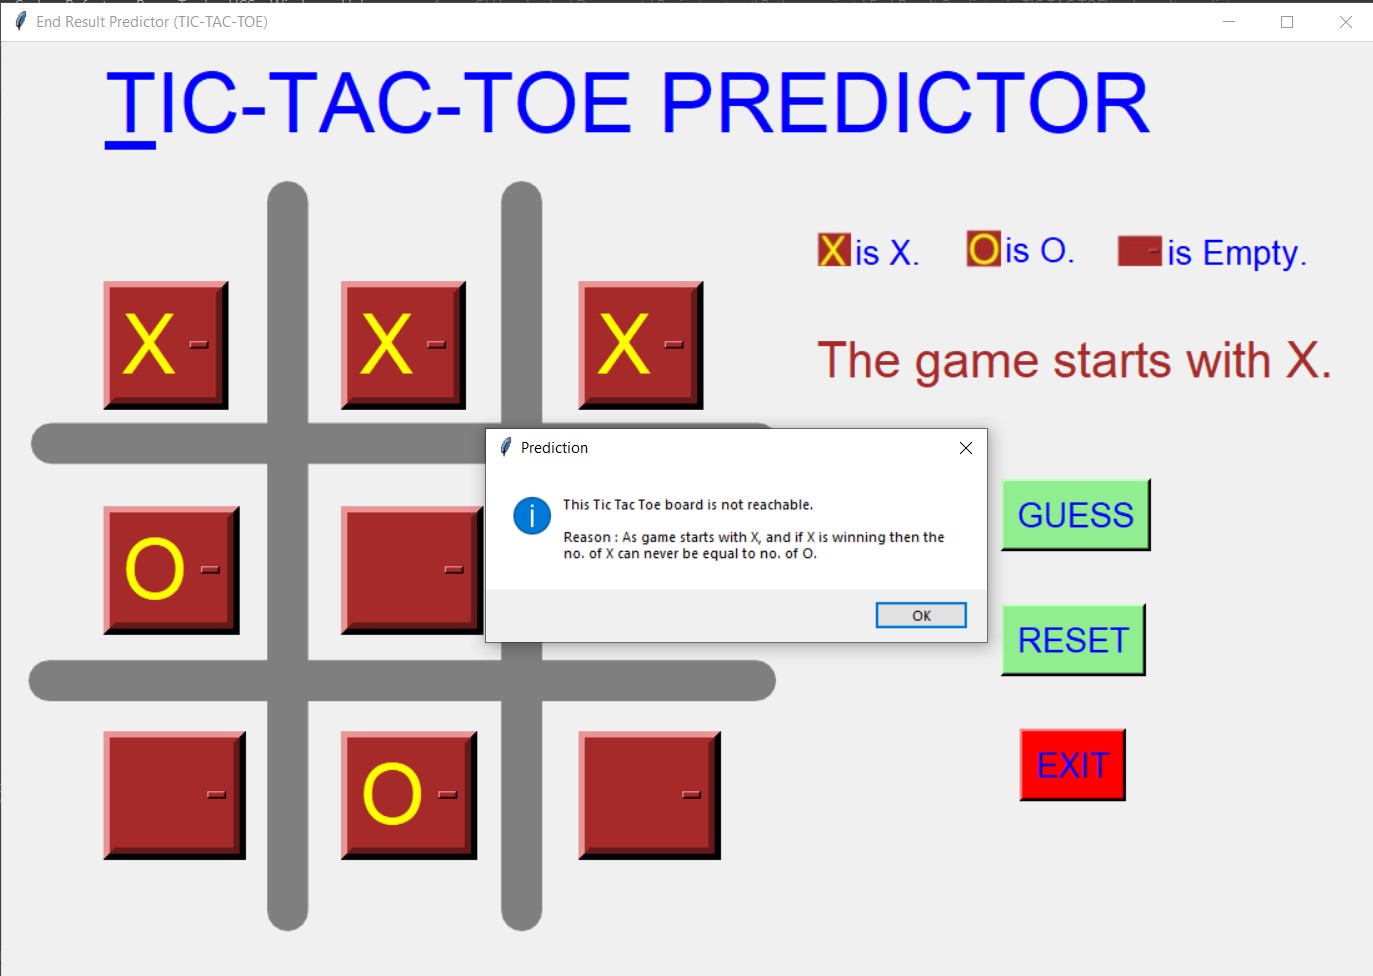 End Result Predictor (TIC-TAC-TOE)
TIC-TAC-TOE PREDICTOR
X is X. O is O. is Empty.
X X X
The game starts with X.
Prediction
This Tic Tac Toe board is not reachable.
Reason : As game starts with X, and if X is winning then the
no. of X can never be equal to no. of O.
OK
O
GUESS
RESET
O
EXIT